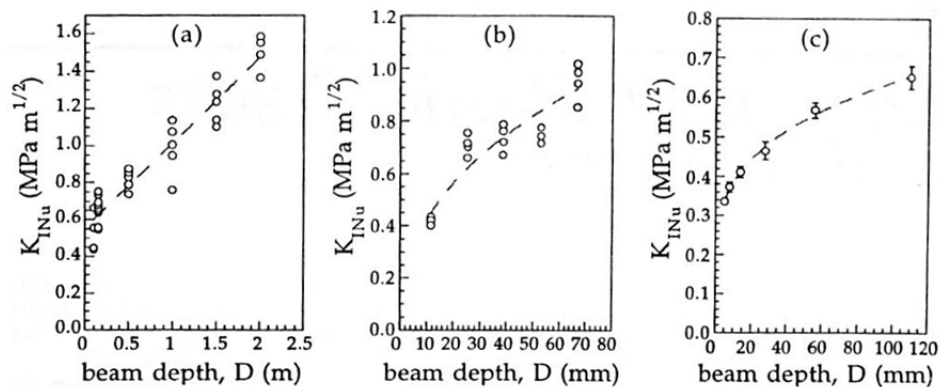 (a)
K_INu (MPa m^1/2)
1.6
1.4
1.2
1.0
0.8
0.6
0.4
0.2
0.0
0 0.5 1 1.5 2 2.5
beam depth, D (m)
(b)
K_INu (MPa m^1/2)
1.2
1.0
0.8
0.6
0.4
0.2
0.0
0 10 20 30 40 50 60 70 80
beam depth, D (mm)
(c)
K_INu (MPa m^1/2)
0.8
0.7
0.6
0.5
0.4
0.3
0.2
0.1
0.0
0 20 40 60 80 100 120
beam depth, D (mm)